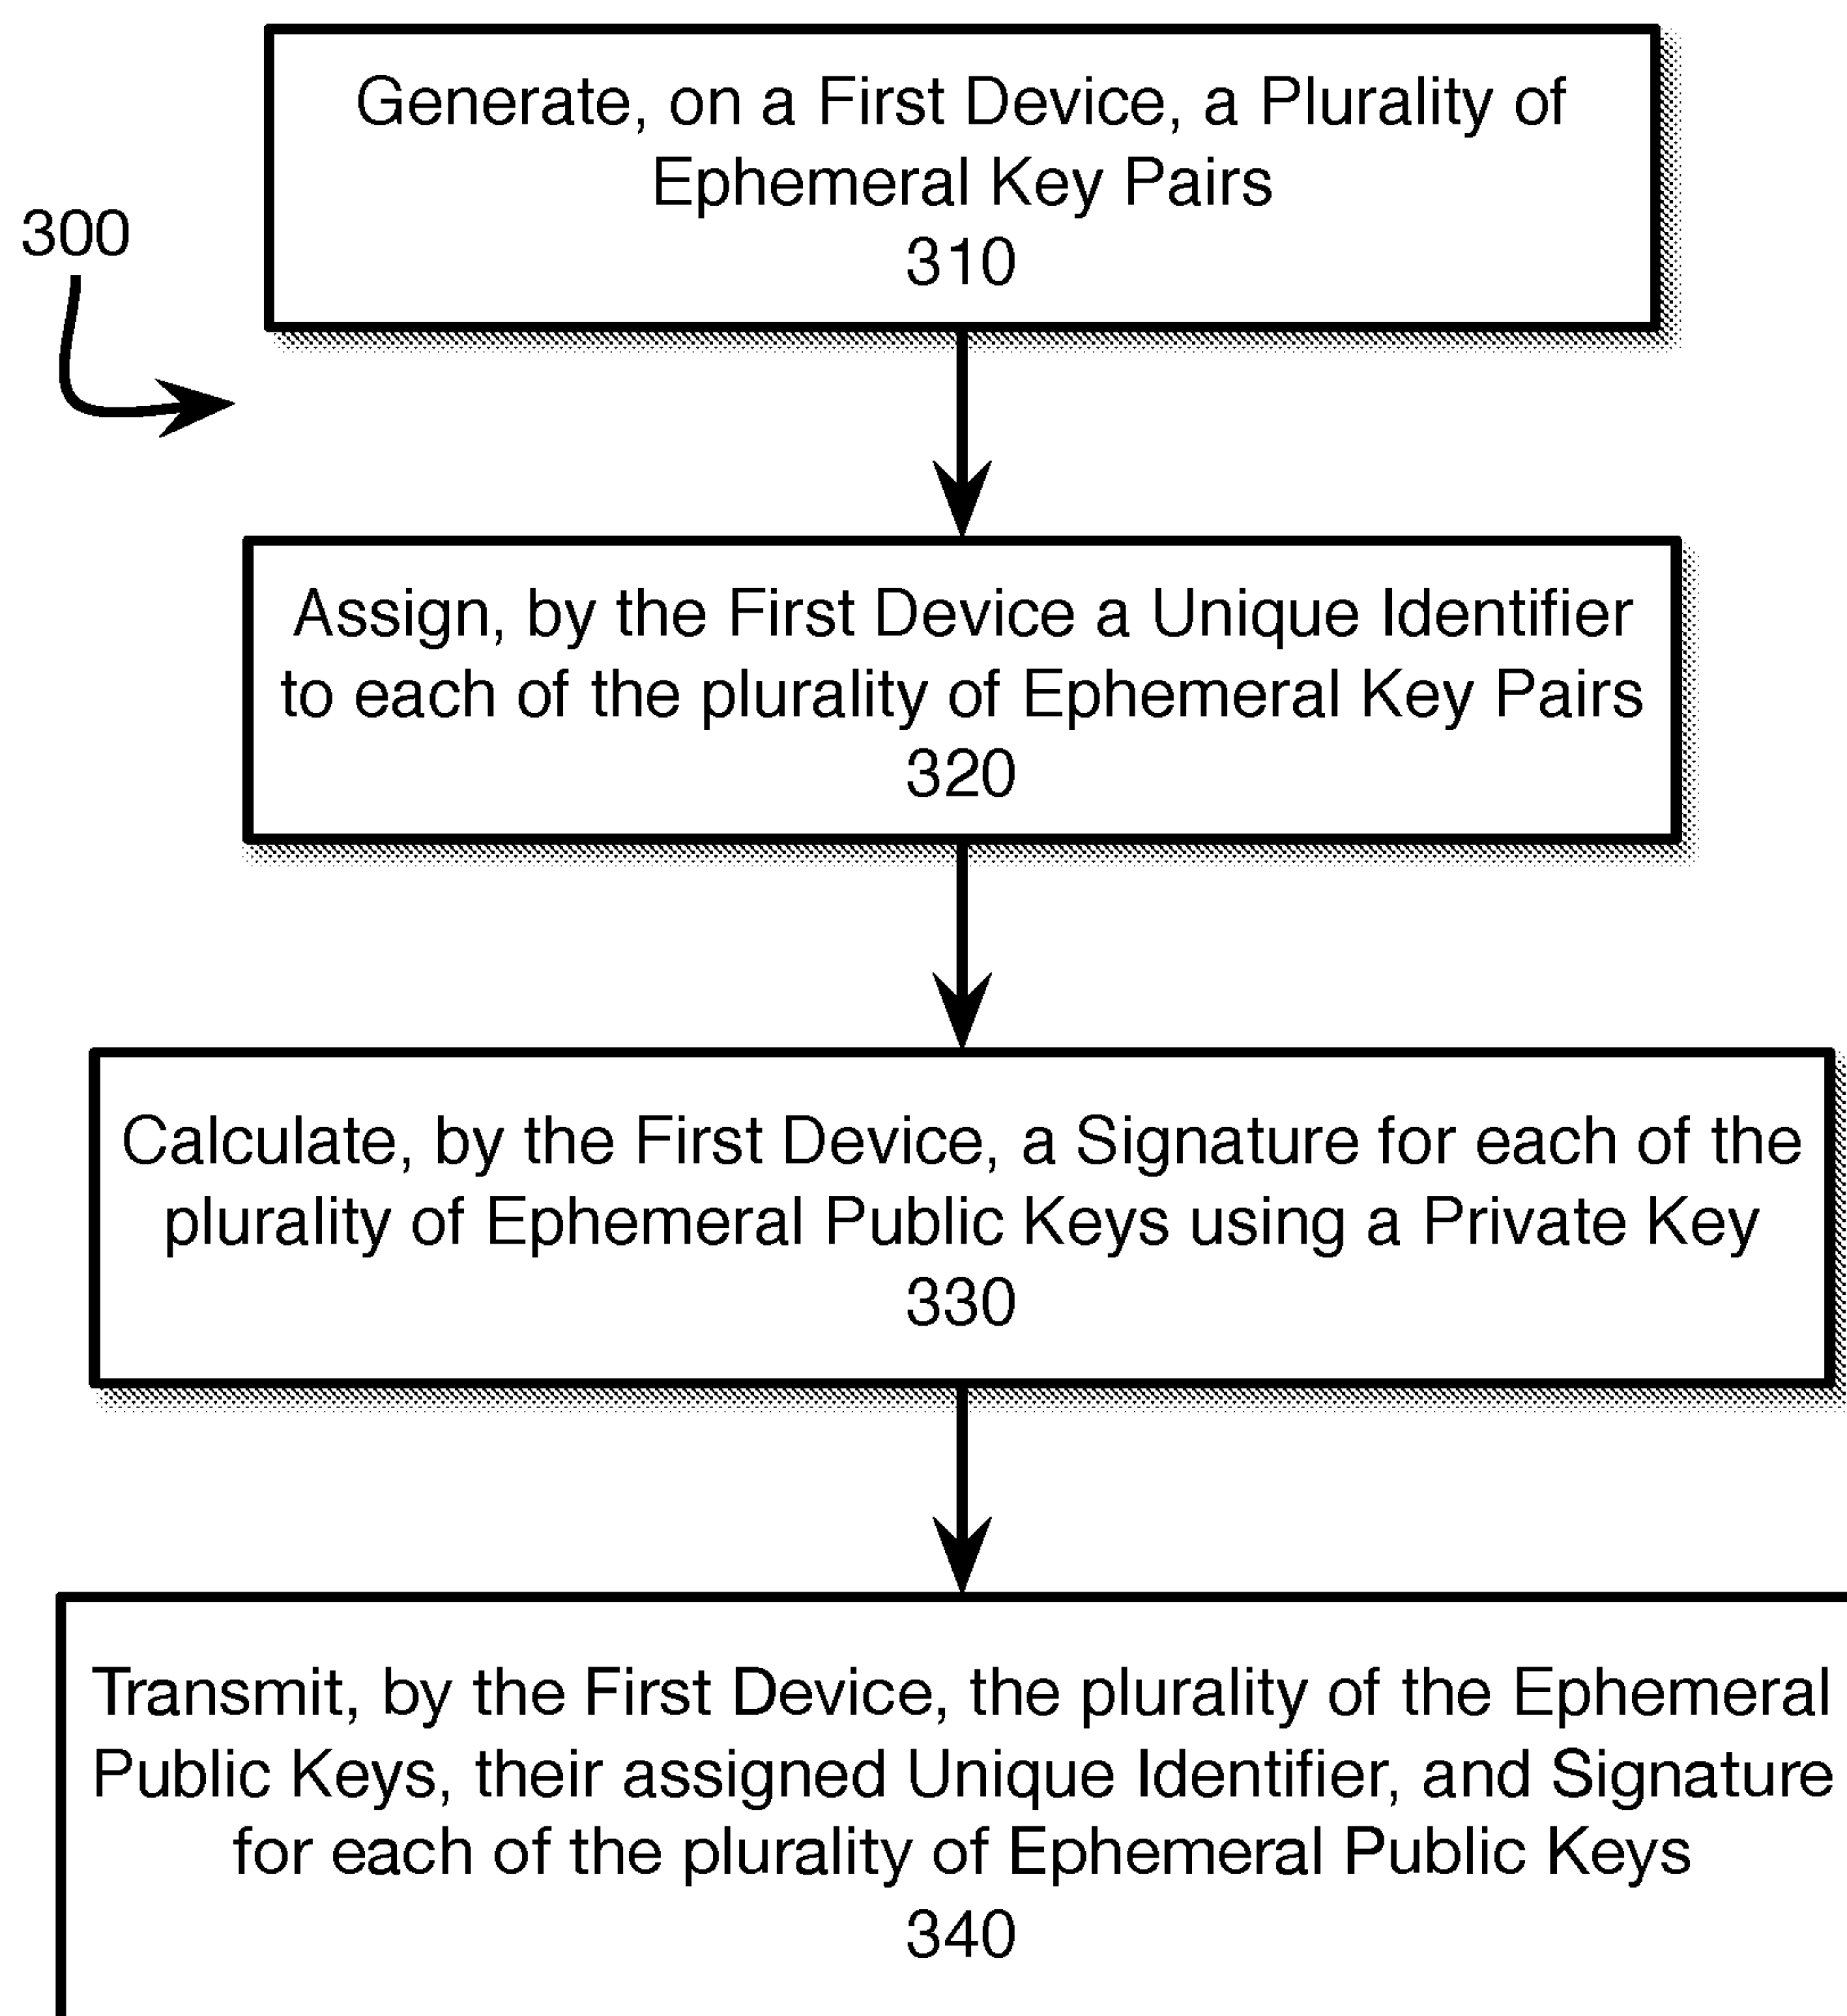 Generate, on a First Device, a Plurality of
Ephemeral Key Pairs
310
300
Assign, by the First Device a Unique Identifier
to each of the plurality of Ephemeral Key Pairs
320
Calculate, by the First Device, a Signature for each of the
plurality of Ephemeral Public Keys using a Private Key
330
Transmit, by the First Device, the plurality of the Ephemeral
Public Keys, their assigned Unique Identifier, and Signature
for each of the plurality of Ephemeral Public Keys
340